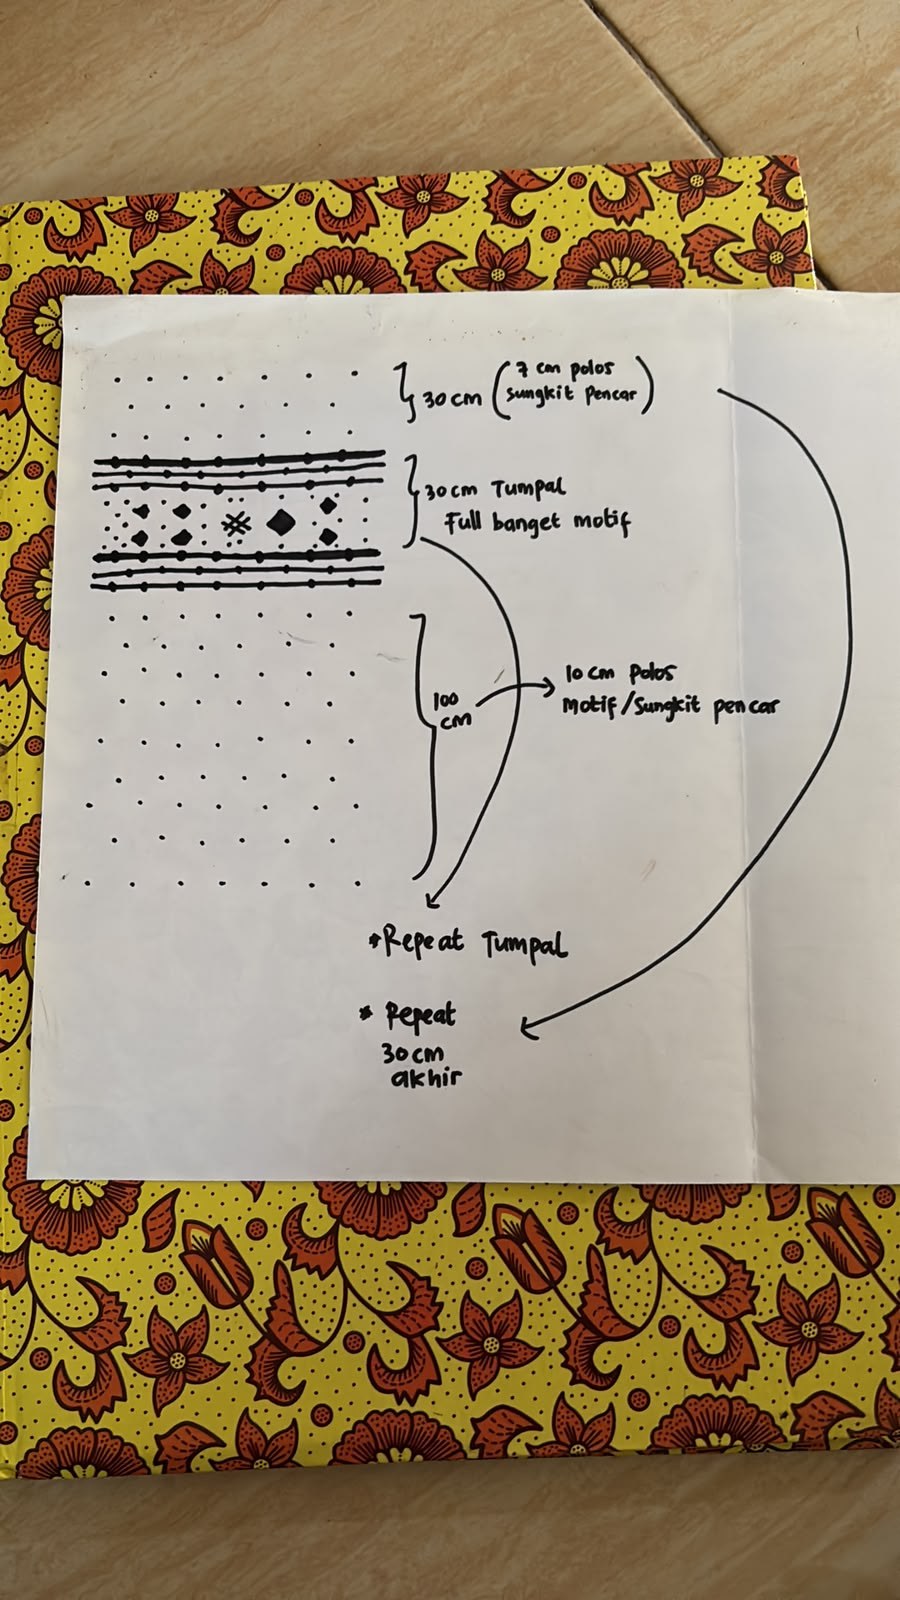 30 cm (7 cm polos
sungkit Pencar)
30 cm Tumpal
Full banget motif
100
cm
10 cm Polos
Motif/Sungkit pencar
*Repeat Tumpal
* Repeat
30 cm
akhir